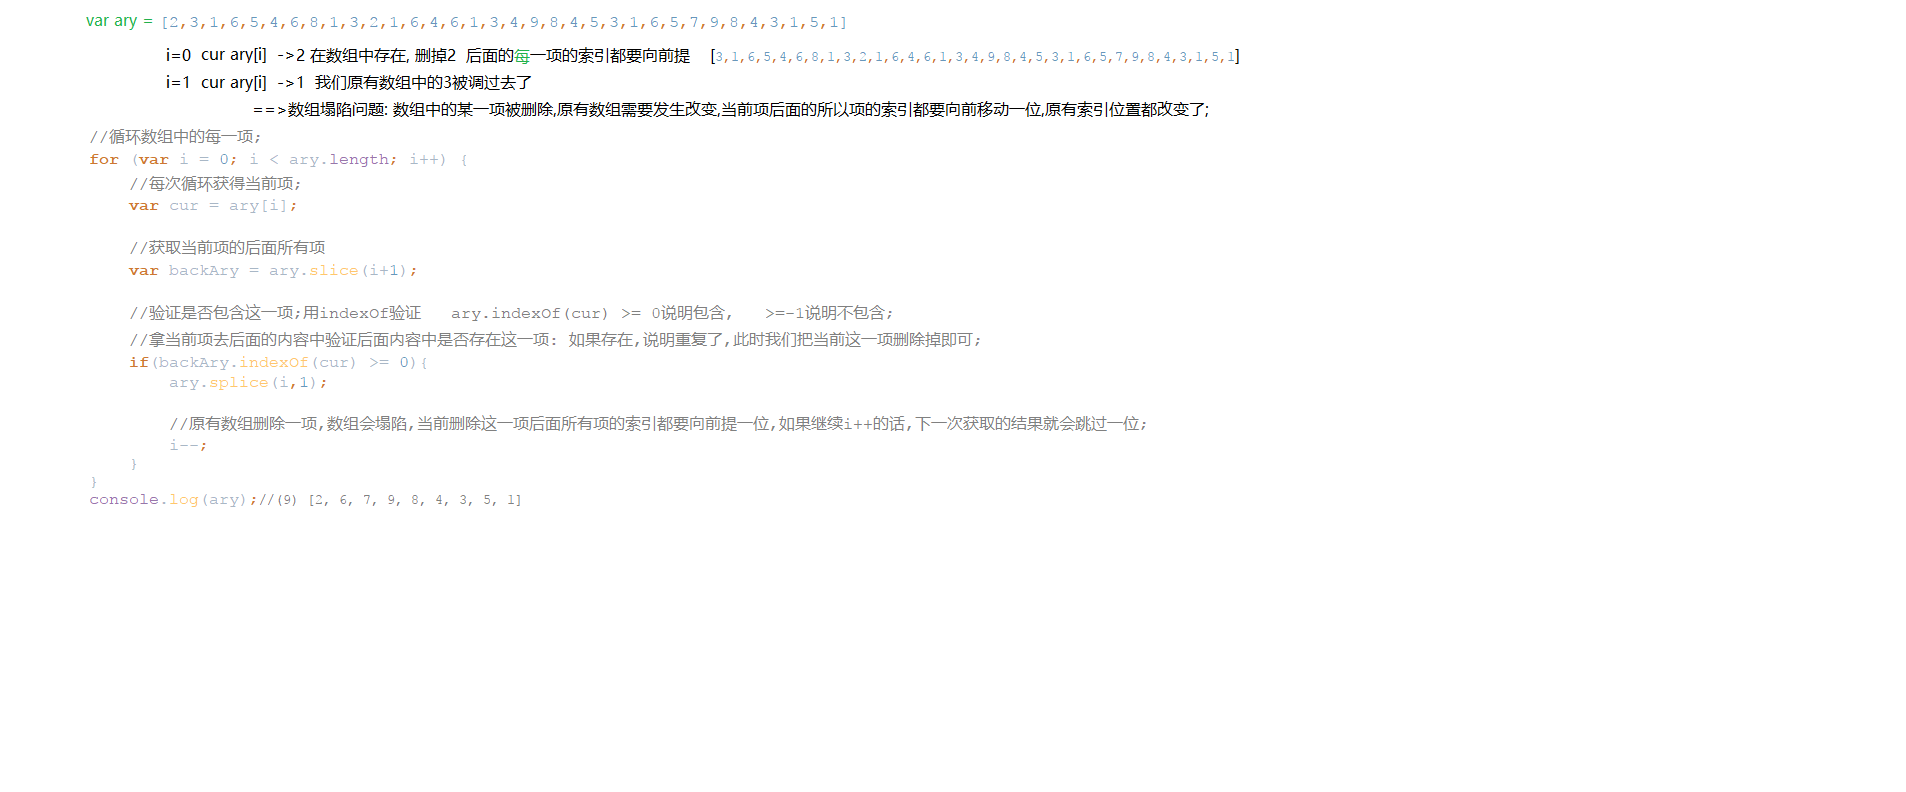 var ary = [2,3,1,6,5,4,6,8,1,3,2,1,6,4,6,1,3,4,9,8,4,5,3,1,6,5,7,9,8,4,3,1,5,1]
i=0 cur ary[i] ->2 在数组中存在, 删掉2 后面的每一项的索引都要向前提 [3,1,6,5,4,6,8,1,3,2,1,6,4,6,1,3,4,9,8,4,5,3,1,6,5,7,9,8,4,3,1,5,1]
i=1 cur ary[i] ->1 我们原有数组中的3被调过去了
==>数组塌陷问题: 数组中的某一项被删除,原有数组需要发生改变,当前项后面的所以项的索引都要向前移动一位,原有索引位置都改变了;
//循环数组中的每一项;
for (var i = 0; i < ary.length; i++) {
//每次循环获得当前项;
var cur = ary[i];
//获取当前项的后面所有项
var backAry = ary.slice(i+1);
//验证是否包含这一项;用indexOf验证 ary.indexOf(cur) >= 0说明包含, >=-1说明不包含;
//拿当前项去后面的内容中验证后面内容中是否存在这一项: 如果存在,说明重复了,此时我们把当前这一项删除掉即可;
if(backAry.indexOf(cur) >= 0){
ary.splice(i,1);
//原有数组删除一项,数组会塌陷,当前删除这一项后面所有项的索引都要向前提一位,如果继续i++的话,下一次获取的结果就会跳过一位;
i--;
}
}
console.log(ary);//(9) [2, 6, 7, 9, 8, 4, 3, 5, 1]